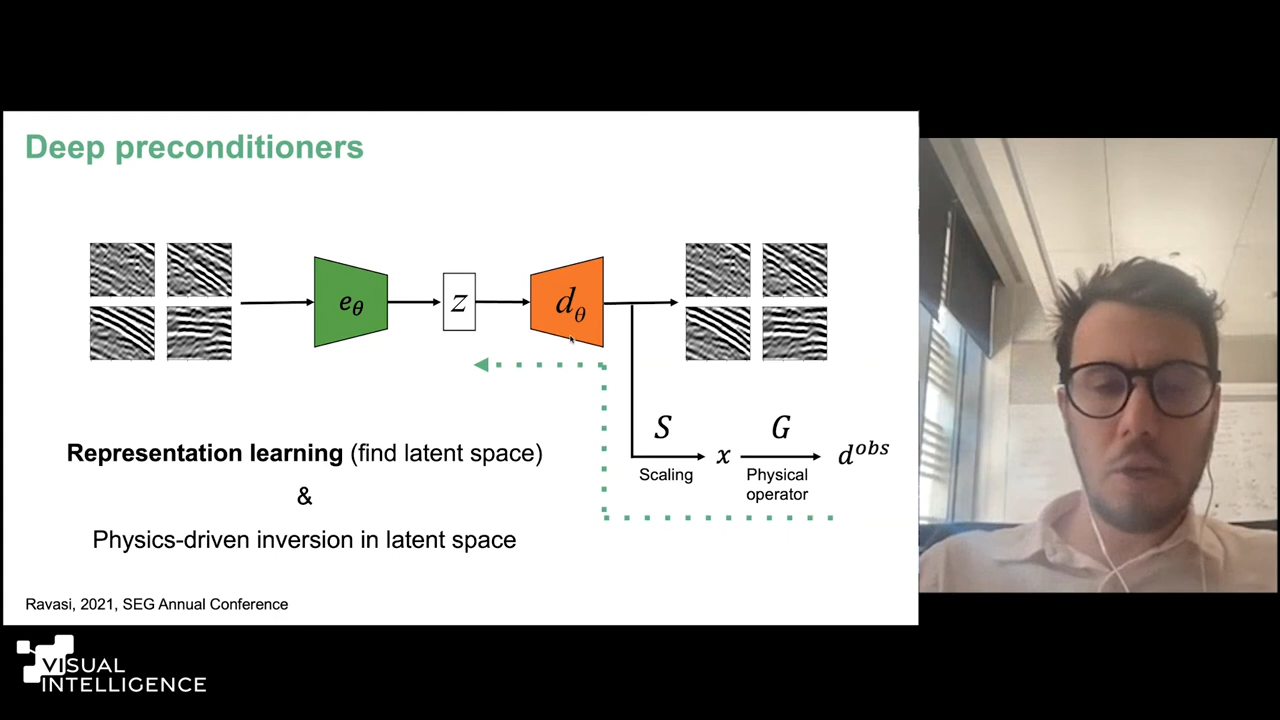 Deep preconditioners
e_θ
z
d_θ
S
G
x
d^obs
Scaling
Physical
operator
Representation learning (find latent space)
&
Physics-driven inversion in latent space
Ravasi, 2021, SEG Annual Conference
VISUAL
INTELLIGENCE